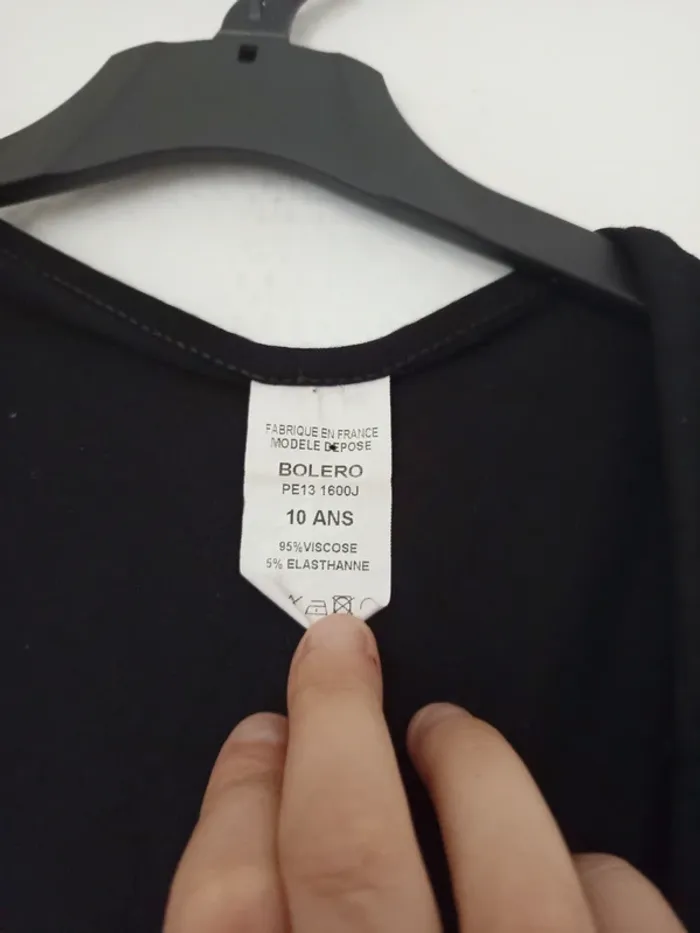 FABRIQUE EN FRANCE
MODELE DEPOSE
BOLERO
PE13 1600J
10 ANS
95%VISCOSE
5% ELASTHANNE